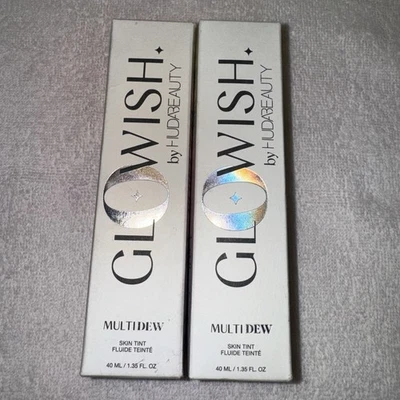 GLOWISH.
by HUDABEAUTY
MULTIDEW
SKIN TINT
FLUIDE TEINTÉ
40 ML / 1.35 FL. OZ
GLOWISH.
by HUDABEAUTY
MULTIDEW
SKIN TINT
FLUIDE TEINTÉ
40 ML / 1.35 FL. OZ